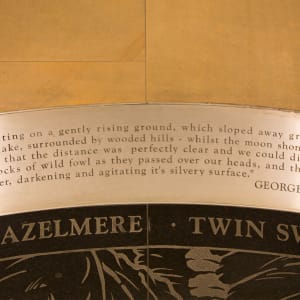 tting on a gently rising ground, which sloped away gr
ake, surrounded by wooded hills - whilst the moon shon
that the distance was perfectly clear and we could di
ocks of wild fowl as they passed over our heads, and th
er, darkening and agitating it's silvery surface."
GEORGE
AZELMERE · TWIN SW